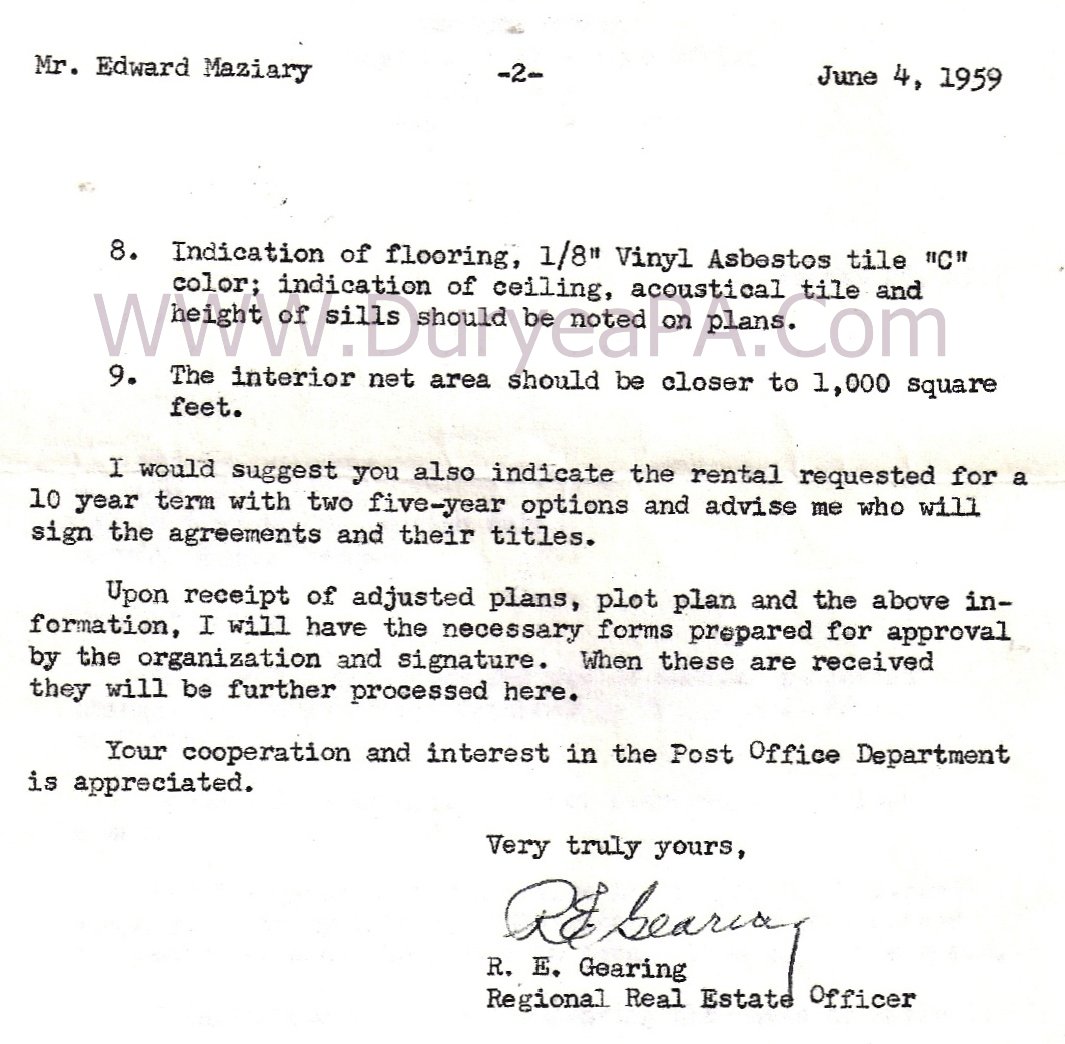 Mr. Edward Maziary -2- June 4, 1959
8. Indication of flooring, 1/8" Vinyl Asbestos tile "C"
color; indication of ceiling, acoustical tile and
WWW.DuryeaPA.Com
height of sills should be noted on plans.
9. The interior net area should be closer to 1,000 square
feet.
I would suggest you also indicate the rental requested for a
10 year term with two five-year options and advise me who will
sign the agreements and their titles.
Upon receipt of adjusted plans, plot plan and the above in-
formation, I will have the necessary forms prepared for approval
by the organization and signature. When these are received
they will be further processed here.
Your cooperation and interest in the Post Office Department
is appreciated.
Very truly yours,
R E Gearing
R. E. Gearing
Regional Real Estate Officer